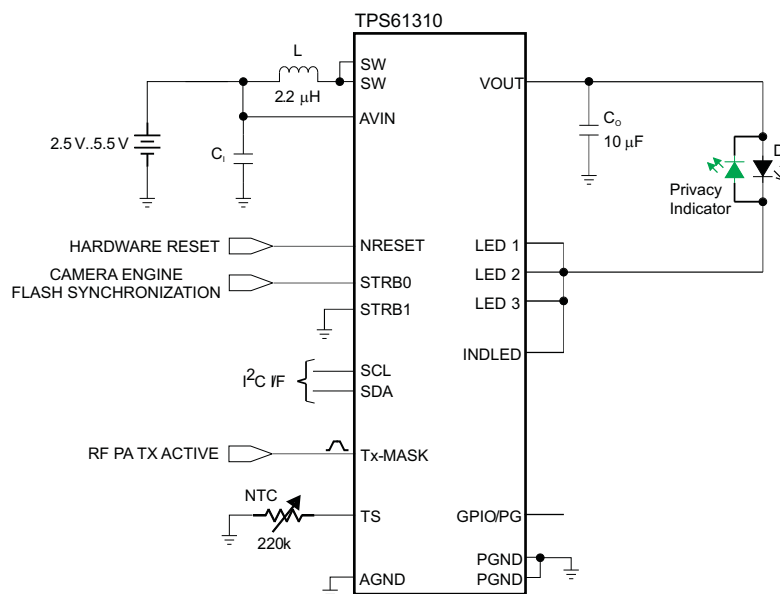 TPS61310
L
SW
SW
2.2 μH
VOUT
AVIN
2.5 V..5.5 V
C_I
C_O
10 μF
D
Privacy
Indicator
HARDWARE RESET
NRESET
LED 1
CAMERA ENGINE
FLASH SYNCHRONIZATION
STRB0
LED 2
STRB1
LED 3
INDLED
I²C I/F
SCL
SDA
RF PA TX ACTIVE
Tx-MASK
NTC
TS
220k
GPIO/PG
PGND
AGND
PGND